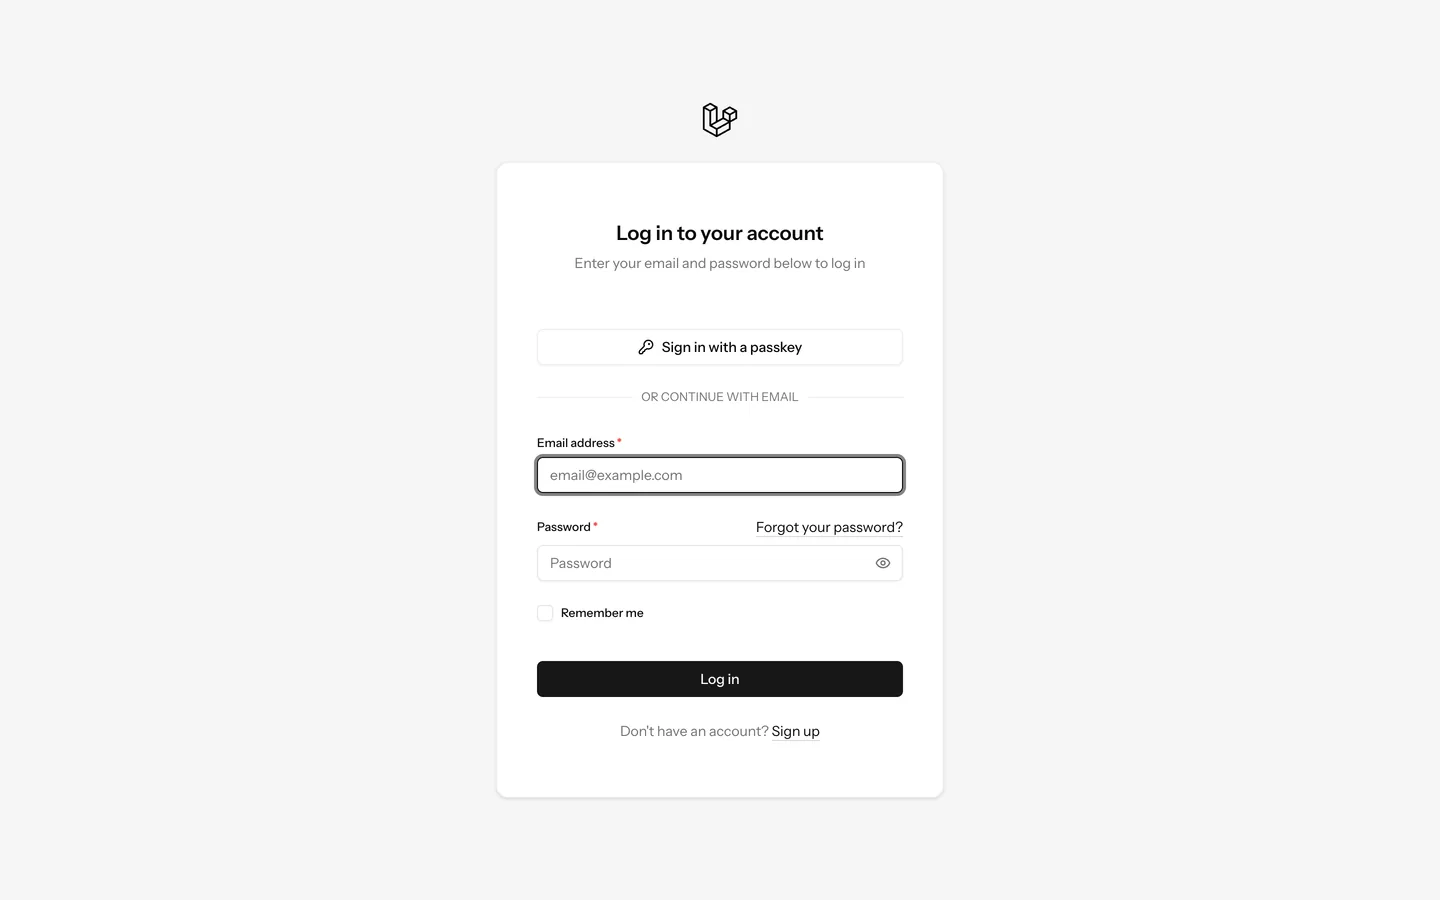 Log in to your account
Enter your email and password below to log in
Sign in with a passkey
OR CONTINUE WITH EMAIL
Email address *
email@example.com
Password * Forgot your password?
Password
Remember me
Log in
Don't have an account? Sign up